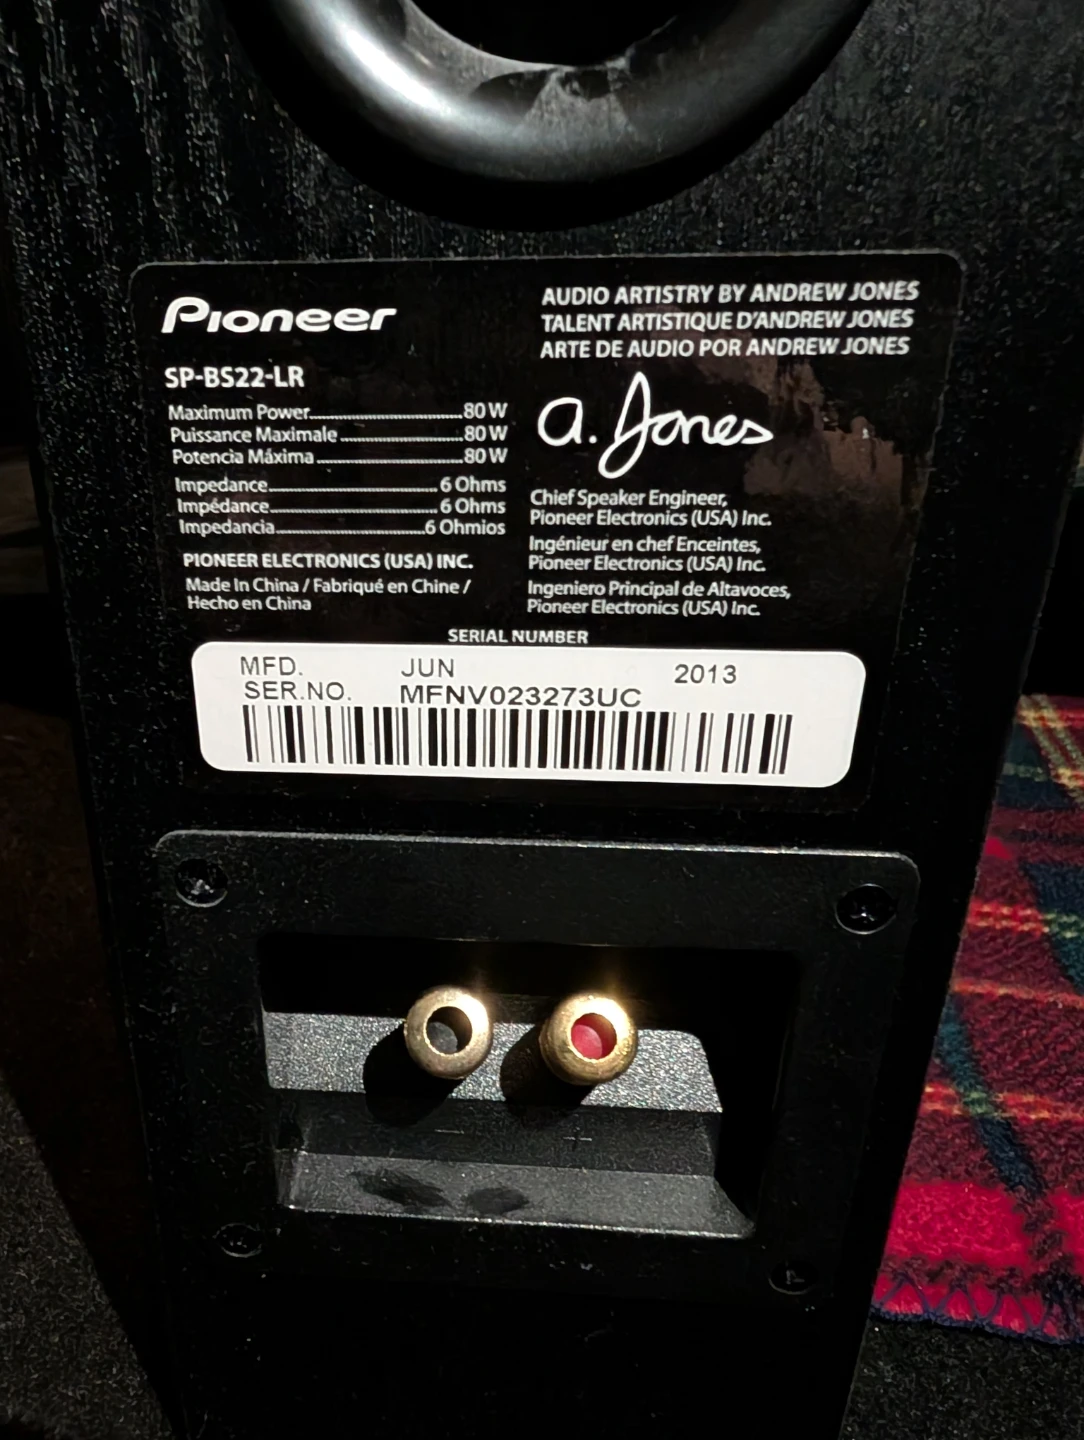 Pioneer
SP-BS22-LR
Maximum Power 80 W
Puissance Maximale 80 W
Potencia Máxima 80 W
Impedance 6 Ohms
Impédance 6 Ohms
Impedancia 6 Ohmios
PIONEER ELECTRONICS (USA) INC.
Made In China / Fabriqué en Chine /
Hecho en China
AUDIO ARTISTRY BY ANDREW JONES
TALENT ARTISTIQUE D'ANDREW JONES
ARTE DE AUDIO POR ANDREW JONES
a. Jones
Chief Speaker Engineer,
Pioneer Electronics (USA) Inc.
Ingénieur en chef Enceintes,
Pioneer Electronics (USA) Inc.
Ingeniero Principal de Altavoces,
Pioneer Electronics (USA) Inc.
SERIAL NUMBER
MFD. JUN 2013
SER.NO. MFNV023273UC
- +